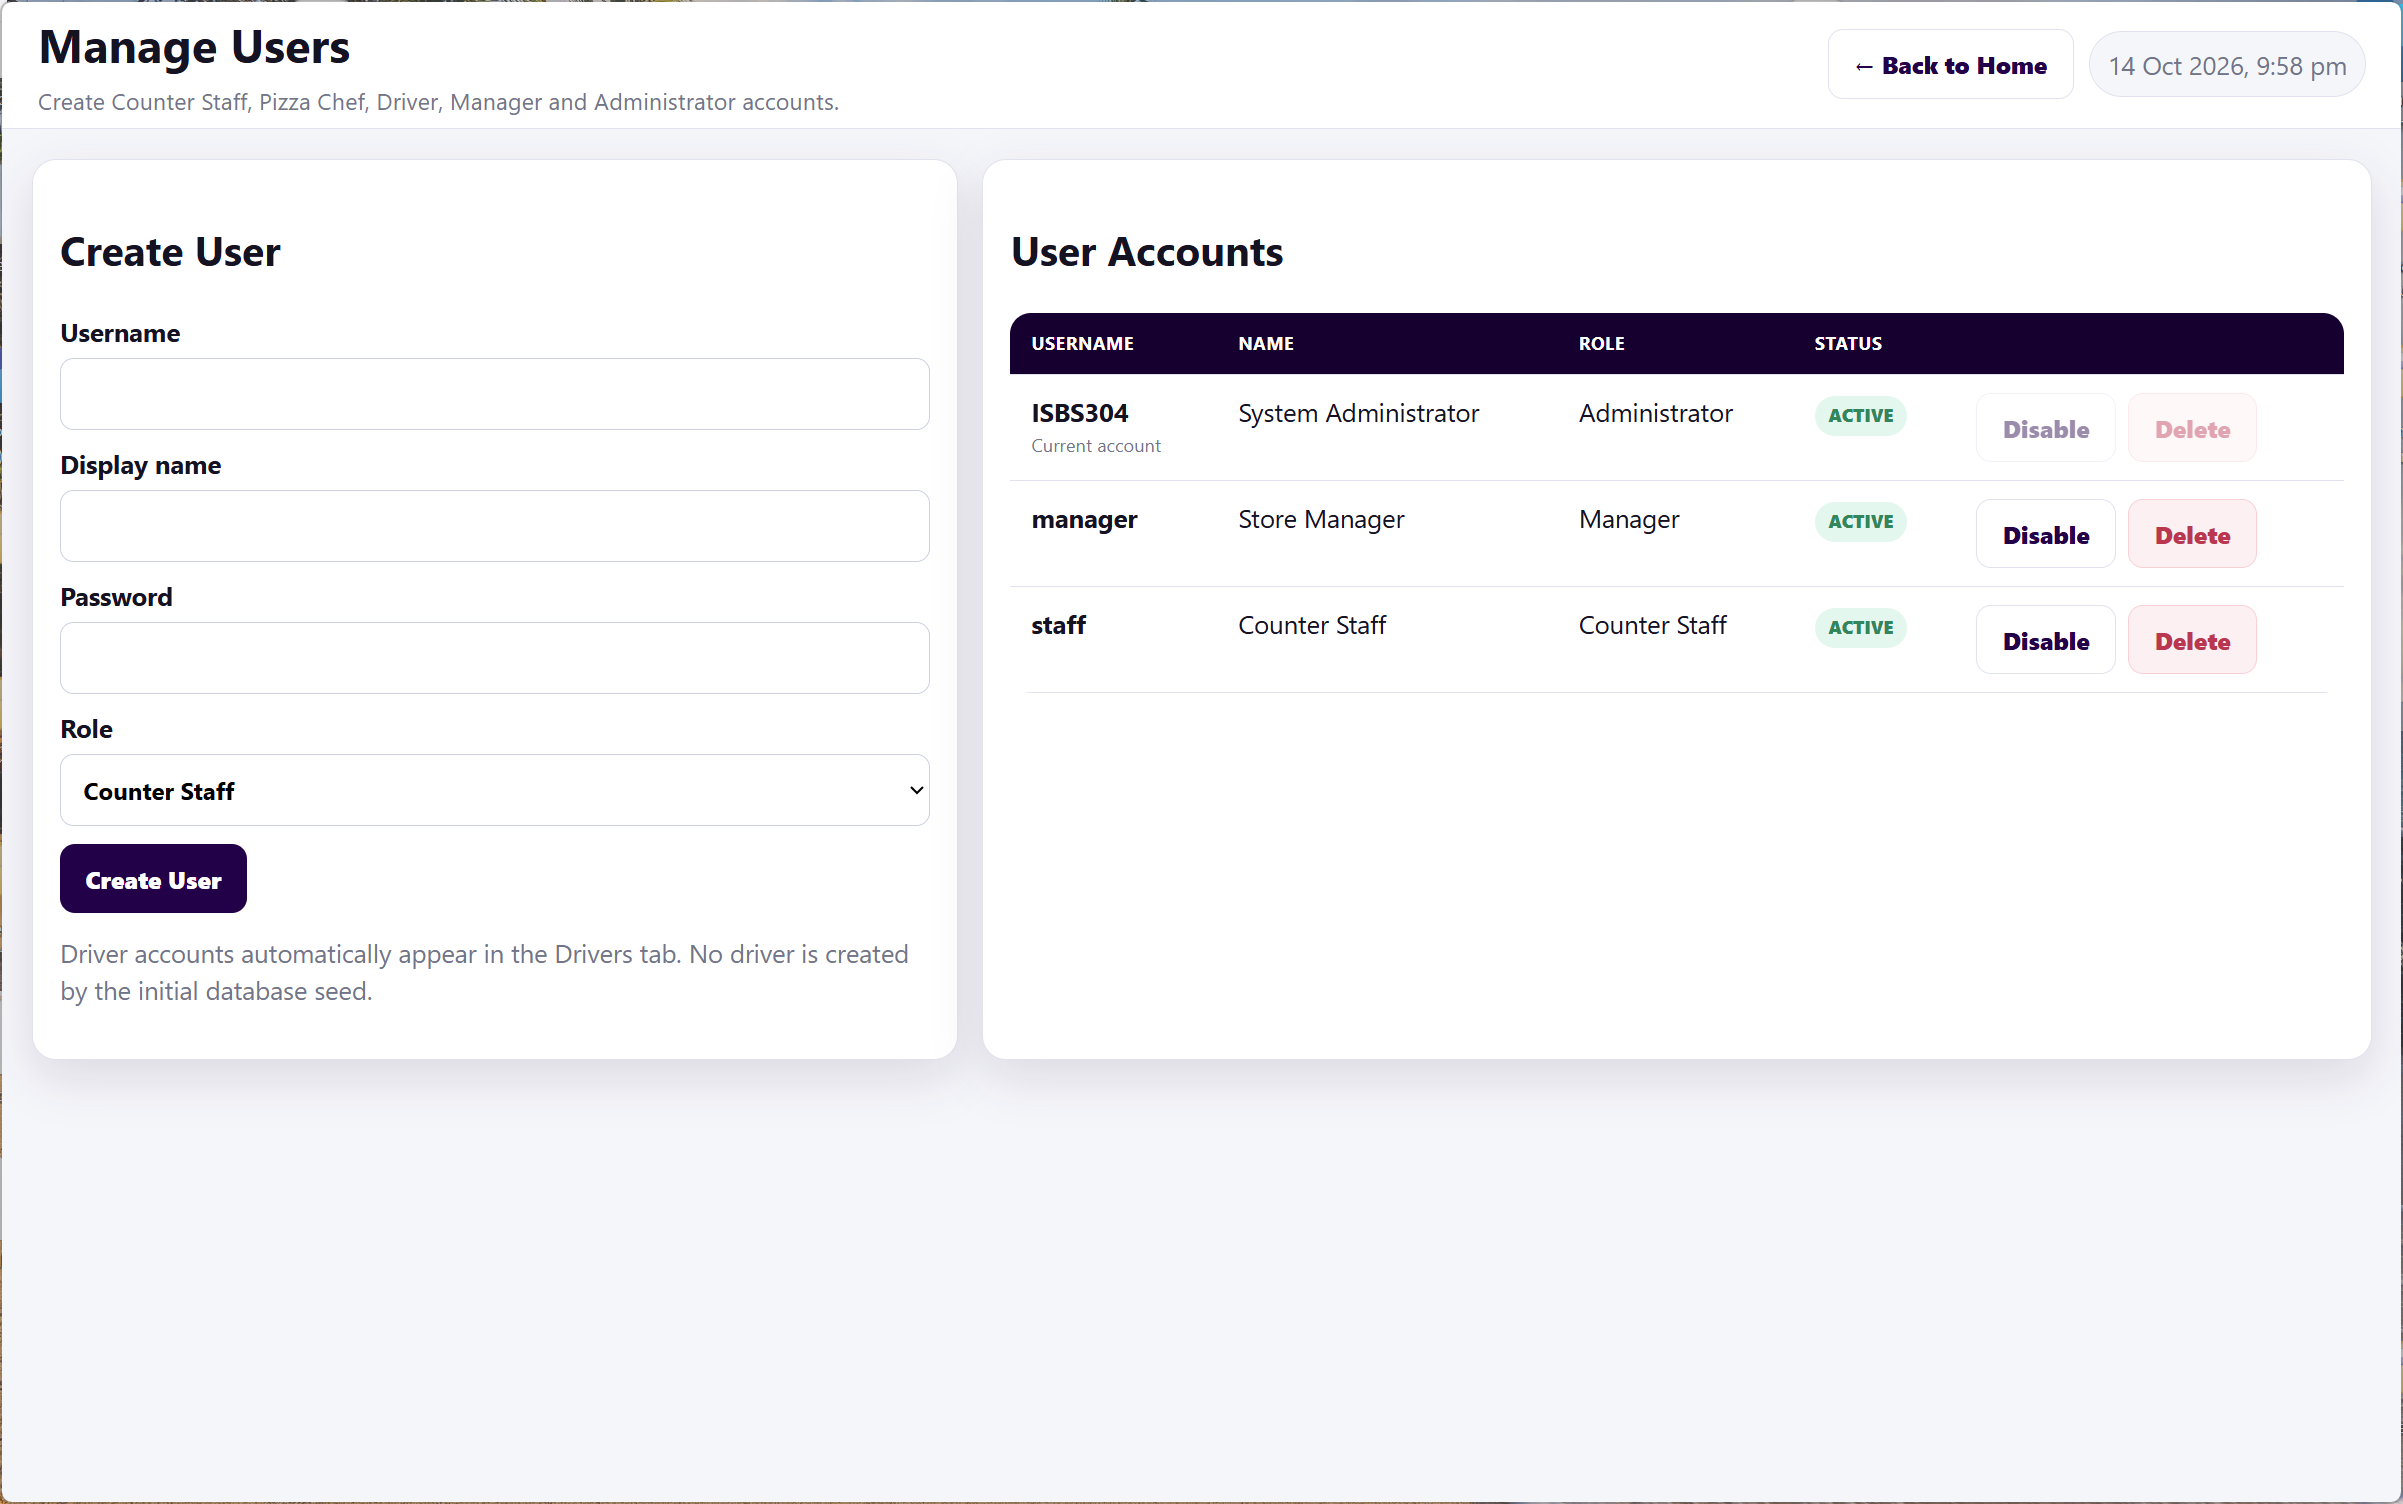 Manage Users
Create Counter Staff, Pizza Chef, Driver, Manager and Administrator accounts.
← Back to Home
14 Oct 2026, 9:58 pm
Create User
Username
Display name
Password
Role
Counter Staff
Create User
Driver accounts automatically appear in the Drivers tab. No driver is created
by the initial database seed.
User Accounts
USERNAME NAME ROLE STATUS
ISBS304 System Administrator Administrator ACTIVE Disable Delete
Current account
manager Store Manager Manager ACTIVE Disable Delete
staff Counter Staff Counter Staff ACTIVE Disable Delete